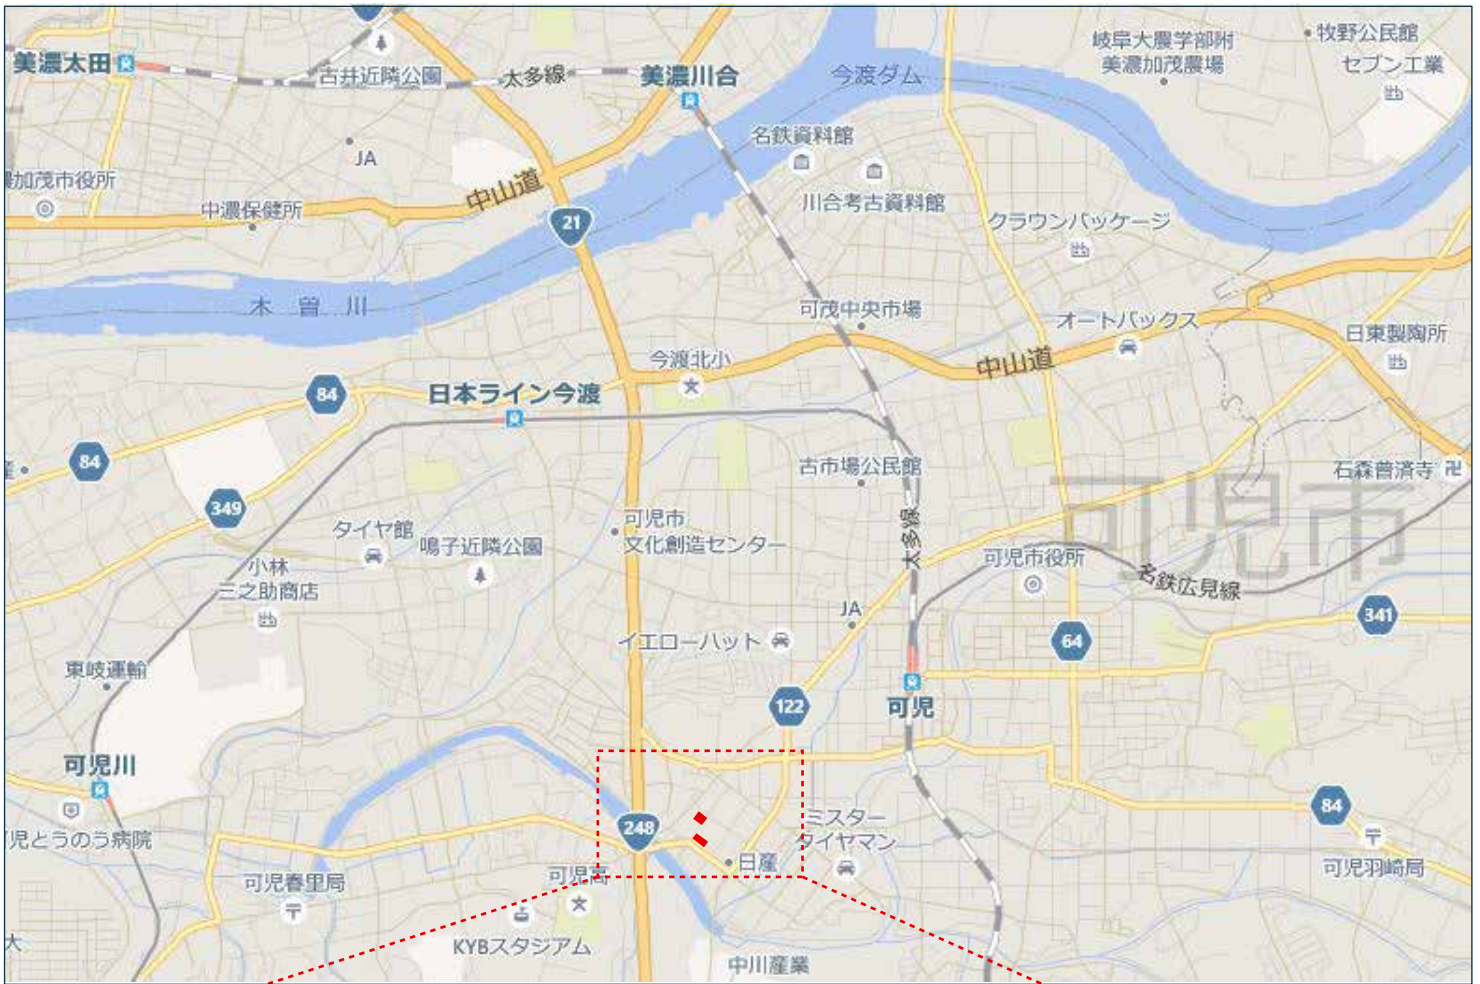 牧野公民館
岐阜大農学部附
美濃加茂農場
セブン工業
美濃太田
古井近隣公園
太多線
美濃川合
今渡ダム
名鉄資料館
JA
加茂市役所
中山道
川合考古資料館
中濃保健所
21
クラウンパッケージ
木曽川
可茂中央市場
オートバックス
日東製陶所
今渡北小
中山道
84
日本ライン今渡
84
古市場公民館
石森普済寺
可児市
349
タイヤ館
可児市
文化創造センター
鳴子近隣公園
太多線
可児市役所
小林
三之助商店
名鉄広見線
JA
341
イエローハット
64
東岐運輸
122
可児
可児川
84
248
ミスター
タイヤマン
児とうのう病院
日産
可児羽崎局
可児春里局
可児高
大
KYBスタジアム
中川産業